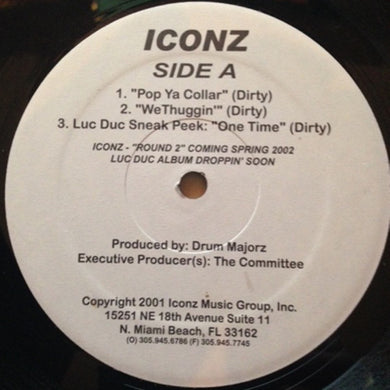 ICONZ
SIDE A
1. "Pop Ya Collar" (Dirty)
2. "WeThuggin'" (Dirty)
3. Luc Duc Sneak Peek: "One Time" (Dirty)
ICONZ - "ROUND 2" COMING SPRING 2002
LUC DUC ALBUM DROPPIN' SOON
Produced by: Drum Majorz
Executive Producer(s): The Committee
Copyright 2001 Iconz Music Group, Inc.
15251 NE 18th Avenue Suite 11
N. Miami Beach, FL 33162
(O) 305.945.6786 (F) 305.945.7745